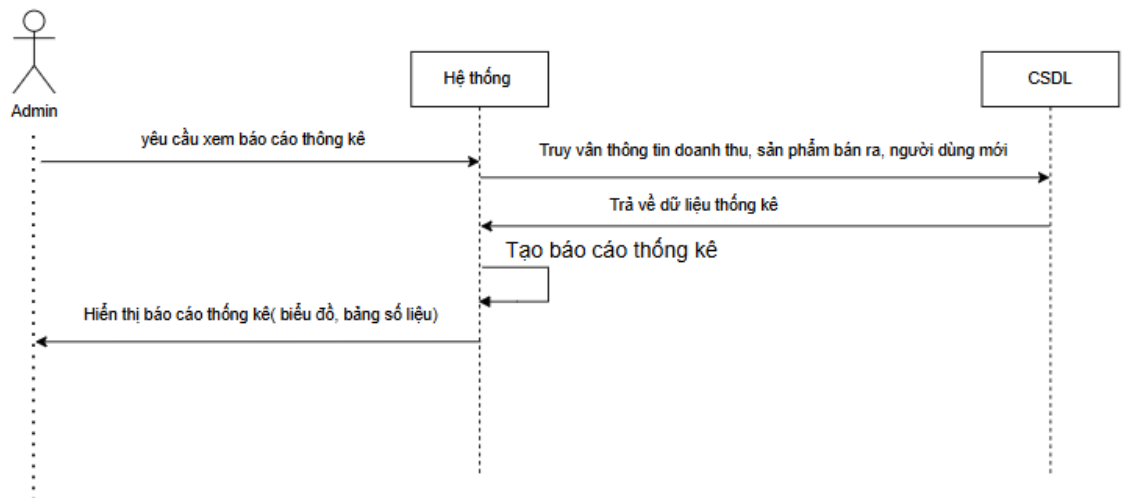 Admin
Hệ thống
CSDL
yêu cầu xem báo cáo thông kê
Truy vân thông tin doanh thu, sản phẩm bán ra, người dùng mới
Trả về dữ liệu thống kê
Tạo báo cáo thống kê
Hiển thị báo cáo thống kê( biểu đồ, bảng số liệu)